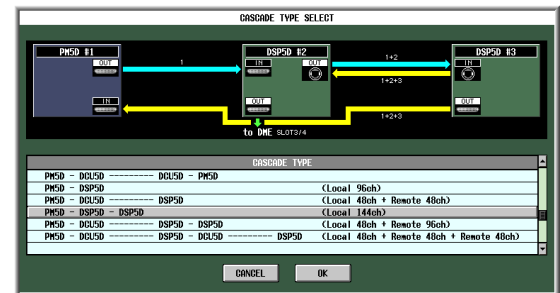 CASCADE TYPE SELECT
PM5D #1
DSP5D #2
DSP5D #3
OUT
1
IN
OUT
1+2
IN
1+2+3
IN
OUT
1+2+3
OUT
to DME SLOT3/4
CASCADE TYPE
PM5D - DCU5D --------- DCU5D - PM5D
PM5D - DSP5D (Local 96ch)
PM5D - DCU5D --------- DSP5D (Local 48ch + Remote 48ch)
PM5D - DSP5D - DSP5D (Local 144ch)
PM5D - DCU5D --------- DSP5D - DSP5D (Local 48ch + Remote 96ch)
PM5D - DCU5D --------- DSP5D - DCU5D --------- DSP5D (Local 48ch + Remote 48ch + Remote 48ch)
CANCEL
OK